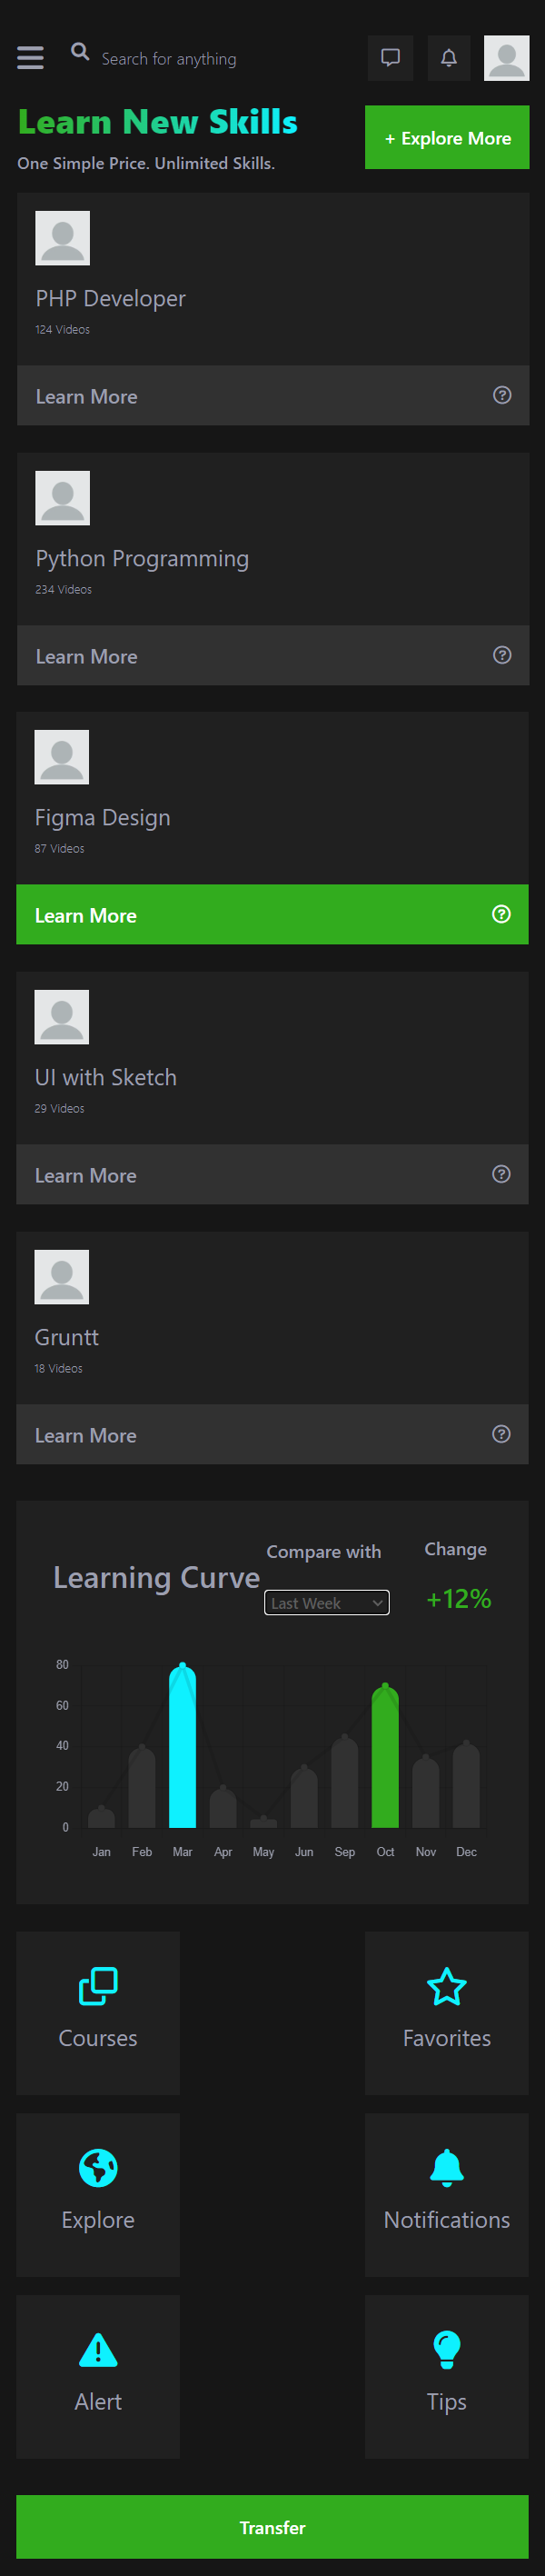 Search for anything
Learn New Skills
+ Explore More
One Simple Price. Unlimited Skills.
PHP Developer
124 Videos
Learn More
Python Programming
234 Videos
Learn More
Figma Design
87 Videos
Learn More
UI with Sketch
29 Videos
Learn More
Gruntt
18 Videos
Learn More
Learning Curve
Compare with
Last Week
Change
+12%
80
60
40
20
0
Jan Feb Mar Apr May Jun Sep Oct Nov Dec
Courses
Favorites
Explore
Notifications
Alert
Tips
Transfer